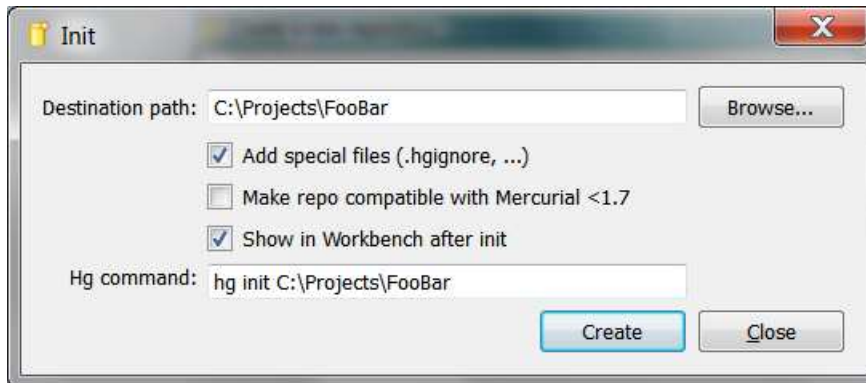 Init
Destination path: C:\Projects\FooBar Browse...
Add special files (.hgignore, ...)
Make repo compatible with Mercurial <1.7
Show in Workbench after init
Hg command: hg init C:\Projects\FooBar
Create Close